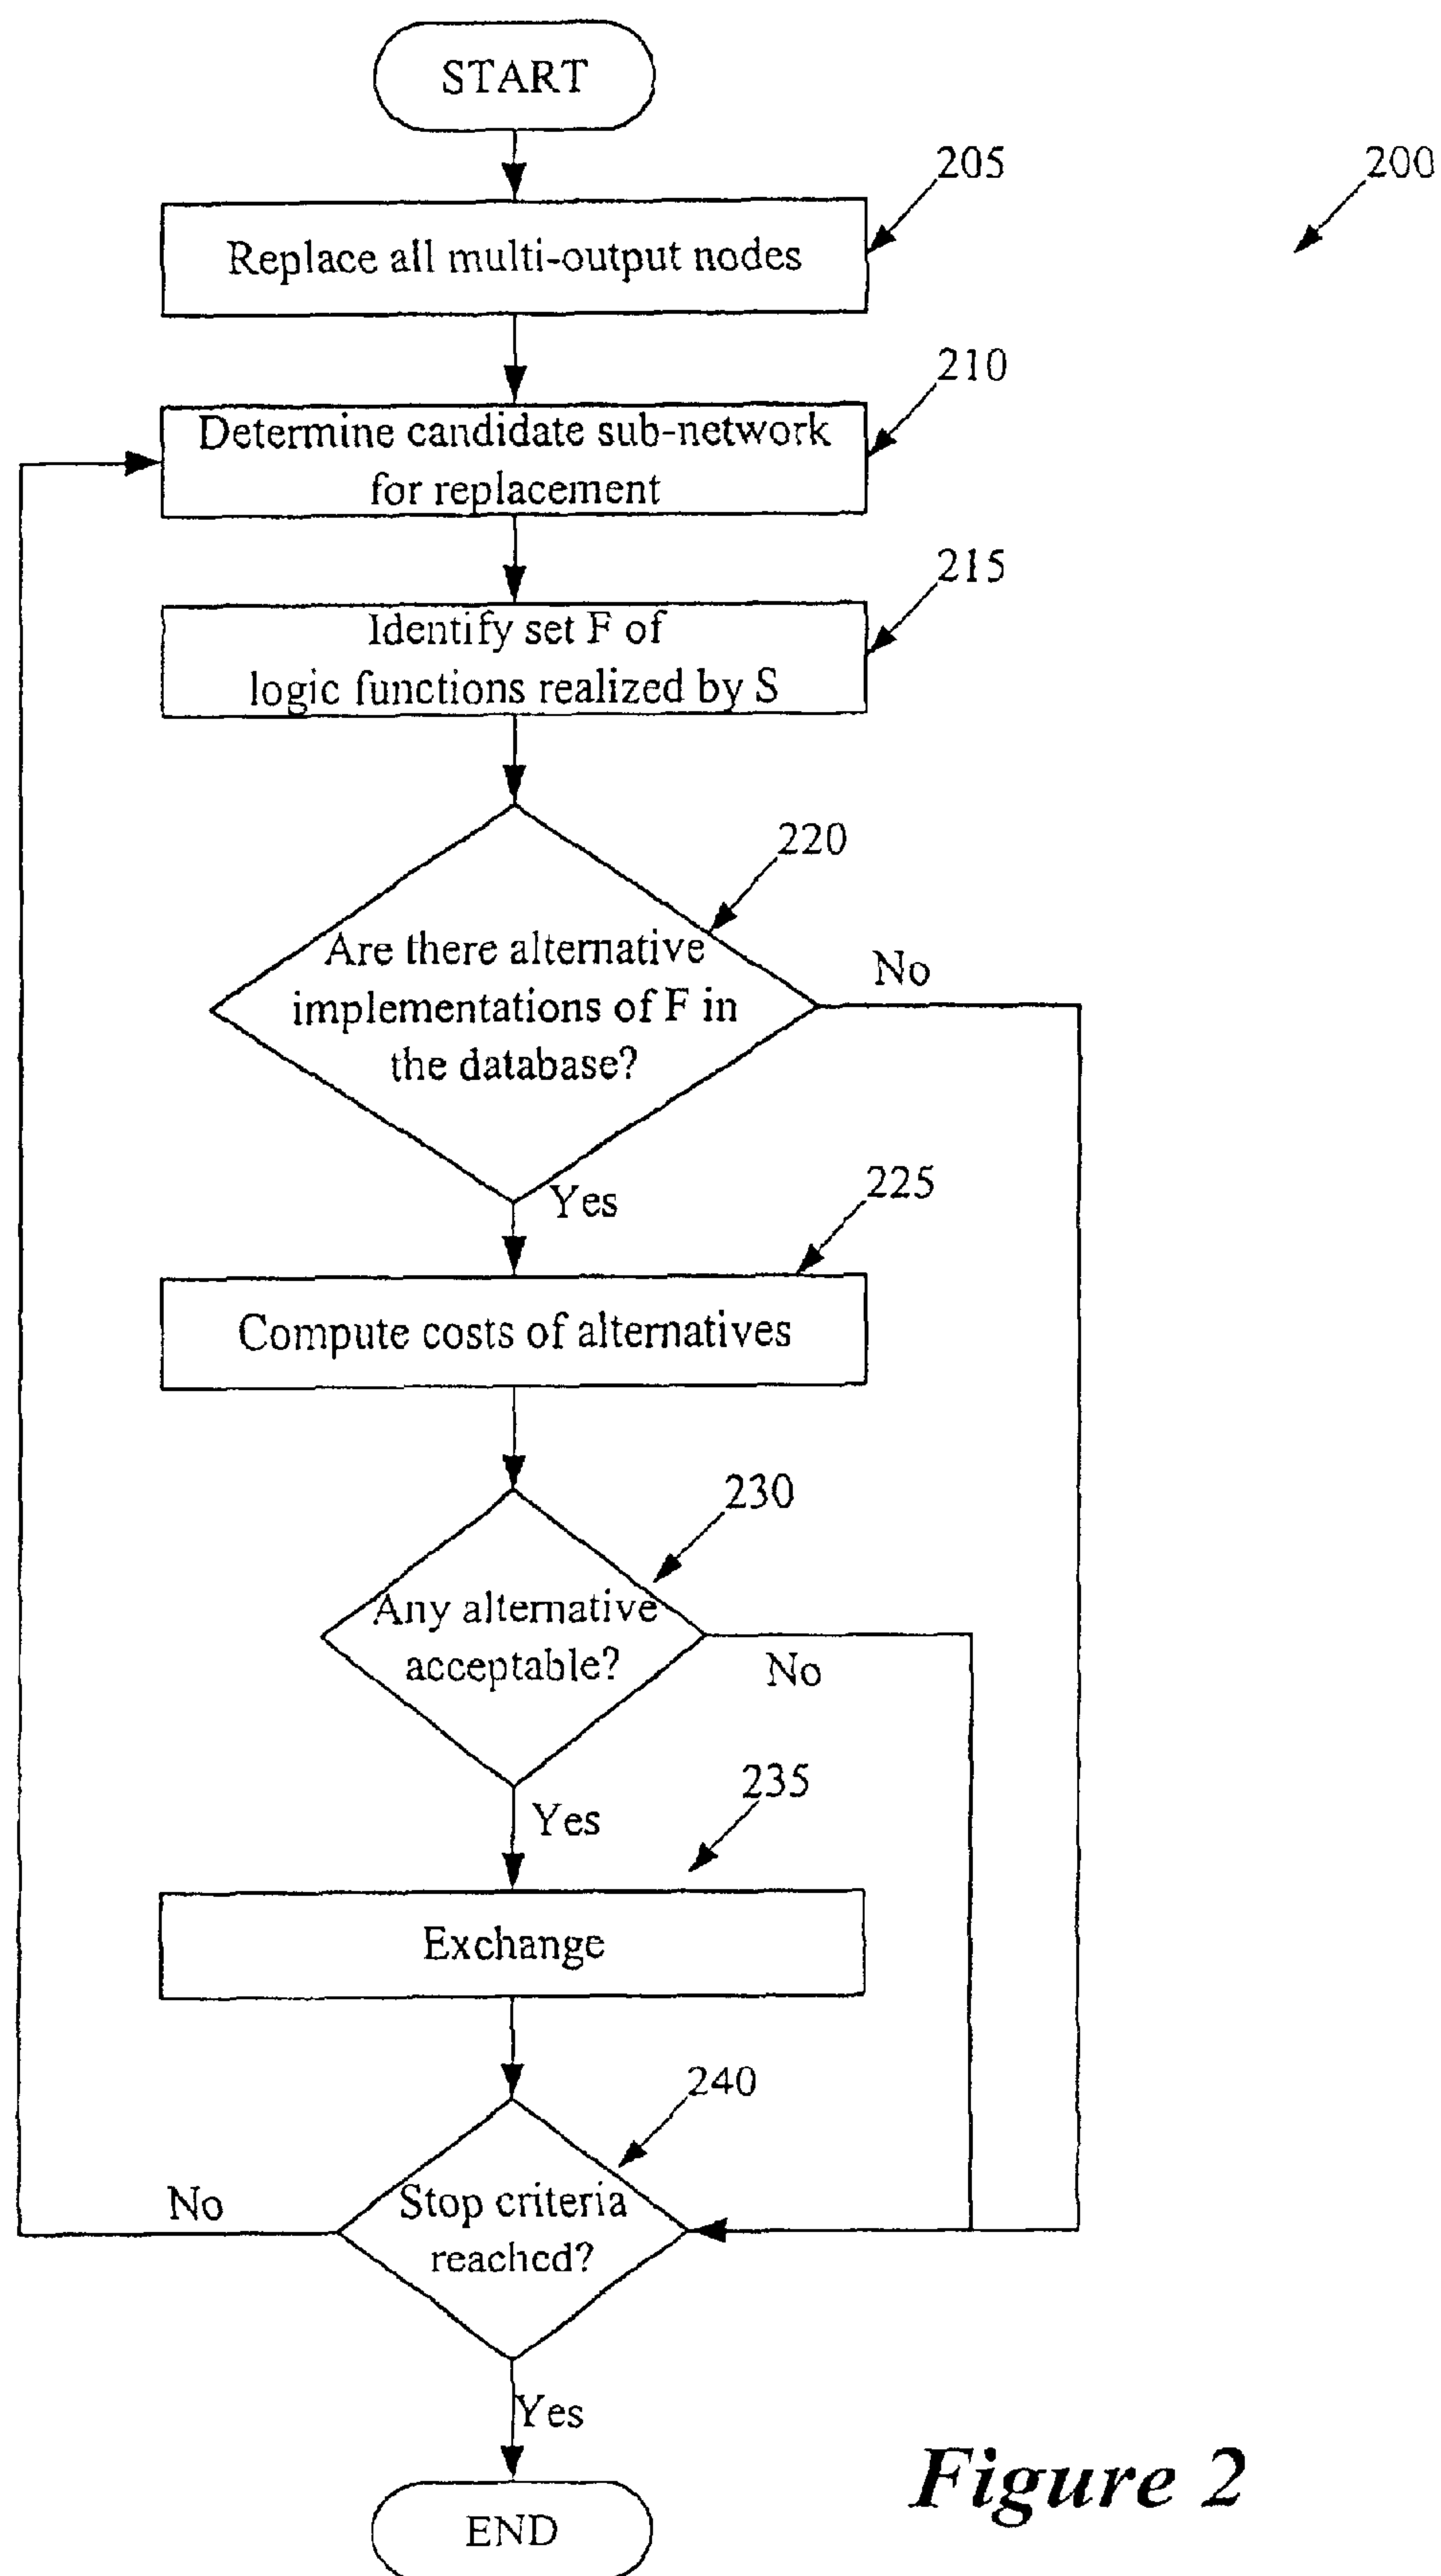 START
205
200
Replace all multi-output nodes
210
Determine candidate sub-network
for replacement
215
Identify set F of
logic functions realized by S
220
Are there alternative
implementations of F in
the database?
No
Yes
225
Compute costs of alternatives
230
Any alternative
acceptable?
No
Yes
235
Exchange
240
Stop criteria
reached?
No
Yes
END
Figure 2